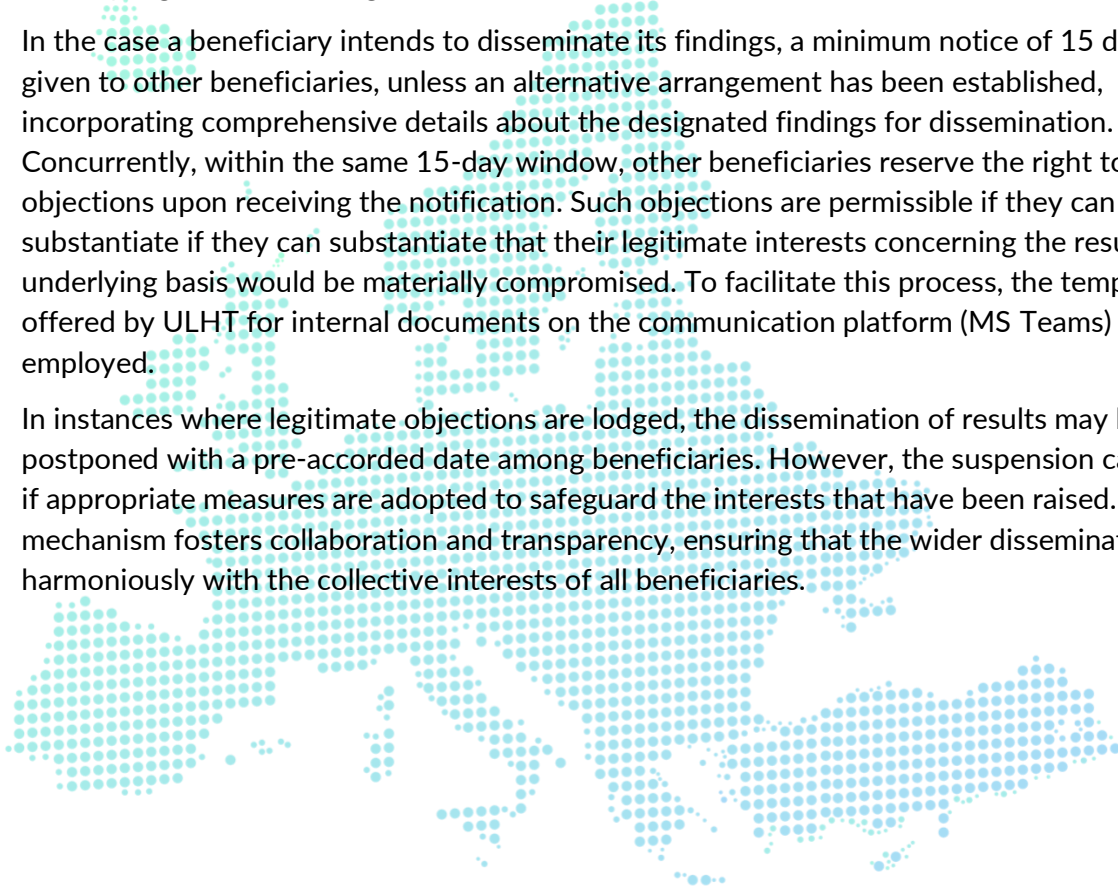 In the case a beneficiary intends to disseminate its findings, a minimum notice of 15 d
given to other beneficiaries, unless an alternative arrangement has been established,
incorporating comprehensive details about the designated findings for dissemination.
Concurrently, within the same 15-day window, other beneficiaries reserve the right to
objections upon receiving the notification. Such objections are permissible if they can
substantiate if they can substantiate that their legitimate interests concerning the resu
underlying basis would be materially compromised. To facilitate this process, the temp
offered by ULHT for internal documents on the communication platform (MS Teams)
employed.
In instances where legitimate objections are lodged, the dissemination of results may
postponed with a pre-accorded date among beneficiaries. However, the suspension ca
if appropriate measures are adopted to safeguard the interests that have been raised.
mechanism fosters collaboration and transparency, ensuring that the wider disseminat
harmoniously with the collective interests of all beneficiaries.